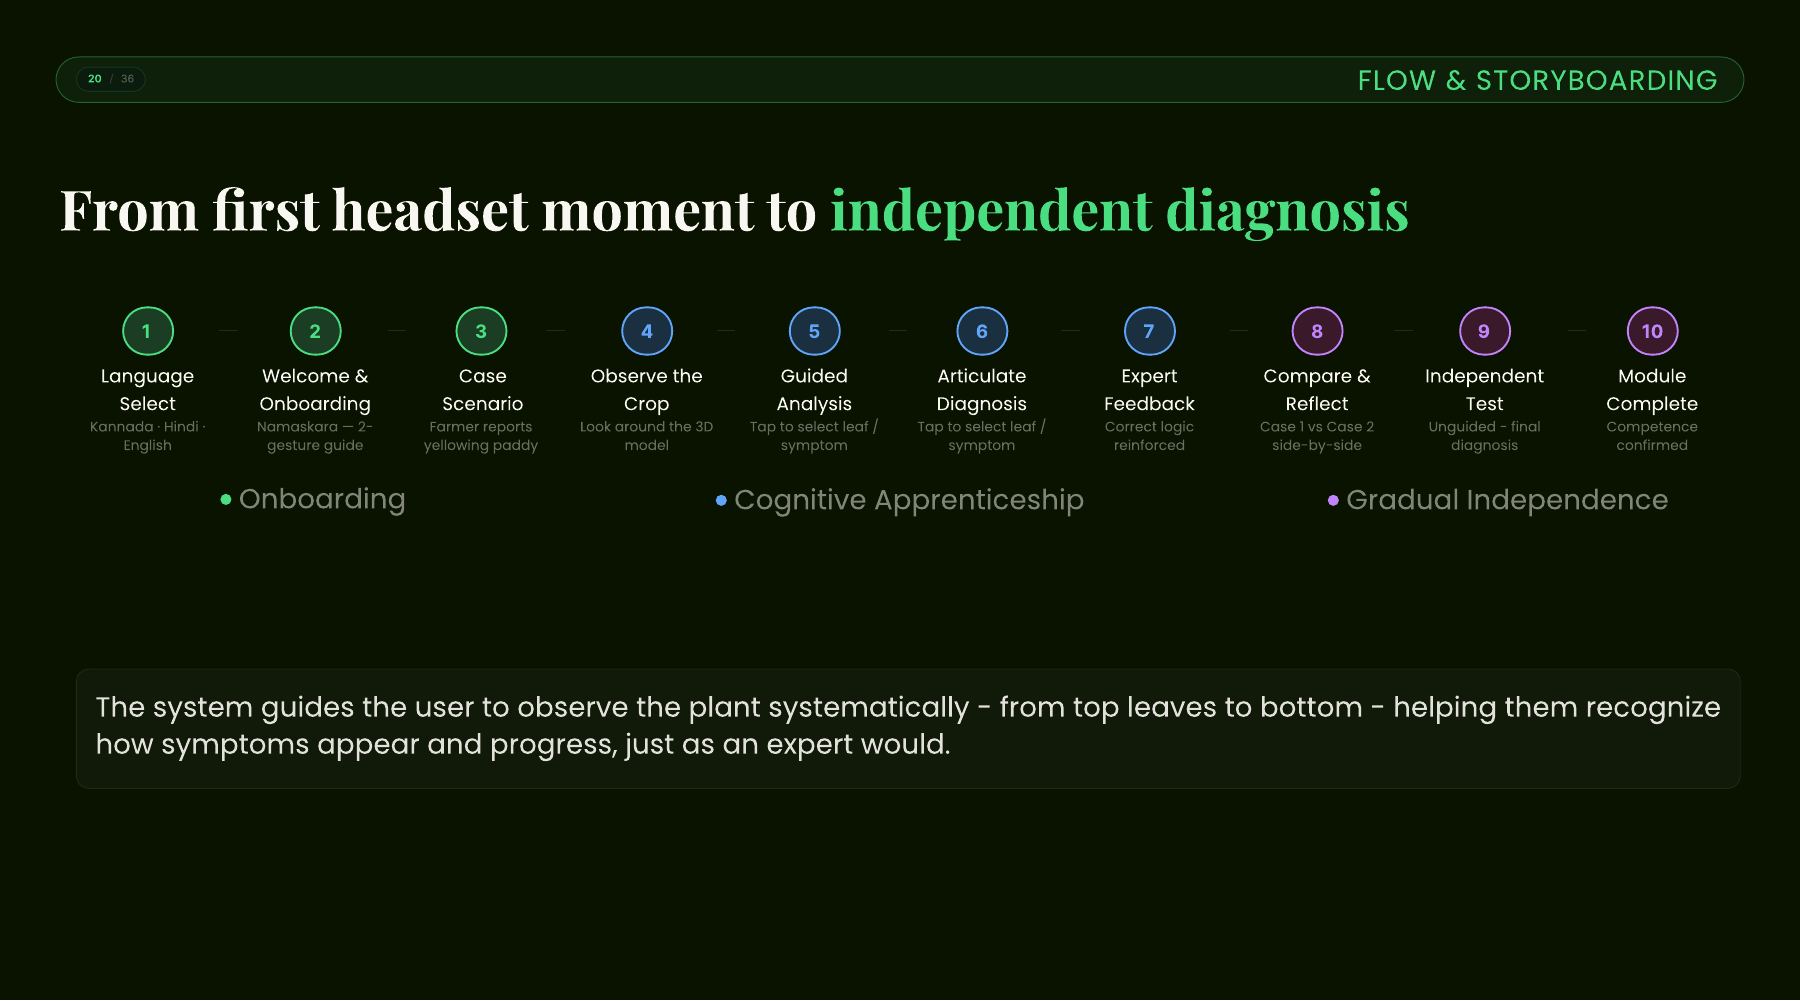 20 / 36
FLOW & STORYBOARDING
From first headset moment to independent diagnosis
1
Language
Select
Kannada · Hindi ·
English
2
Welcome &
Onboarding
Namaskara — 2-
gesture guide
3
Case
Scenario
Farmer reports
yellowing paddy
4
Observe the
Crop
Look around the 3D
model
5
Guided
Analysis
Tap to select leaf /
symptom
6
Articulate
Diagnosis
Tap to select leaf /
symptom
7
Expert
Feedback
Correct logic
reinforced
8
Compare &
Reflect
Case 1 vs Case 2
side-by-side
9
Independent
Test
Unguided - final
diagnosis
10
Module
Complete
Competence
confirmed
Onboarding
Cognitive Apprenticeship
Gradual Independence
The system guides the user to observe the plant systematically - from top leaves to bottom - helping them recognize
how symptoms appear and progress, just as an expert would.